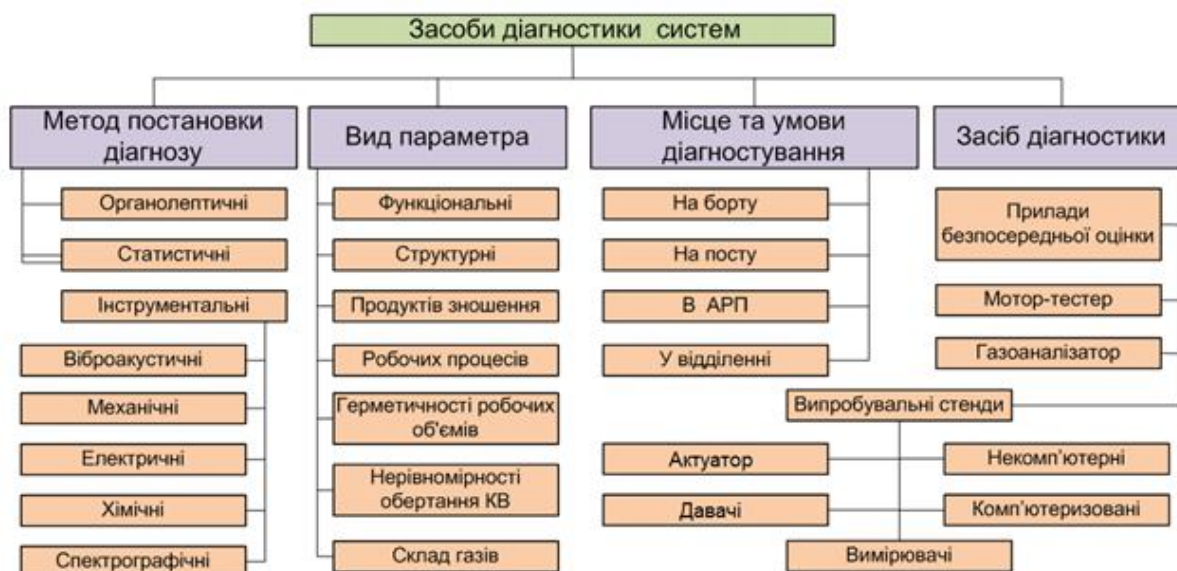 Засоби діагностики систем
Метод постановки
діагнозу
Органолептичні
Статистичні
Інструментальні
Віброакустичні
Механічні
Електричні
Хімічні
Спектрографічні
Вид параметра
Функціональні
Структурні
Продуктів зношення
Робочих процесів
Герметичності робочих
об'ємів
Нерівномірності
обертання КВ
Склад газів
Місце та умови
діагностування
На борту
На посту
В АРП
У відділенні
Засіб діагностики
Прилади
безпосередньої оцінки
Мотор-тестер
Газоаналізатор
Випробувальні стенди
Актуатор
Давачі
Некомп'ютерні
Комп'ютеризовані
Вимірювачі